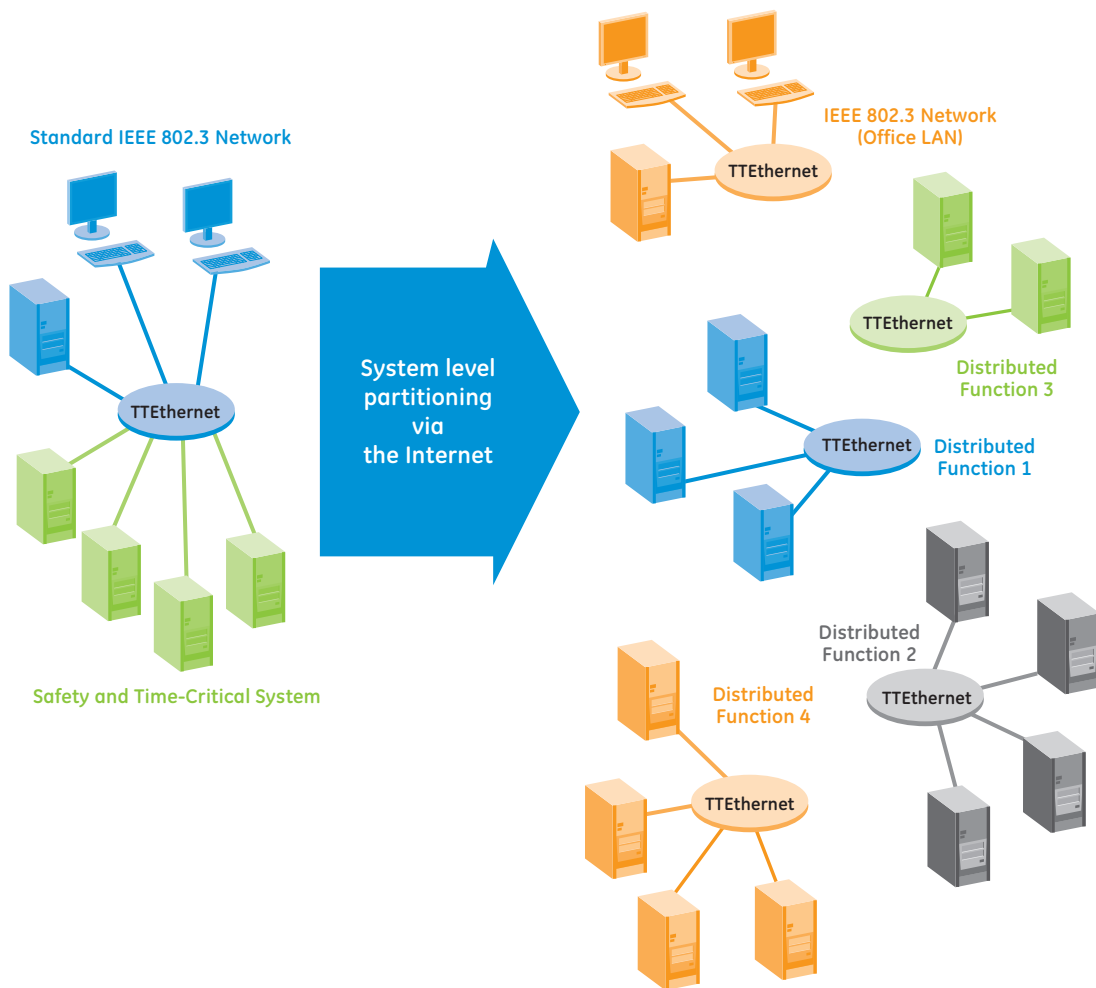 Standard IEEE 802.3 Network
TTEthernet
Safety and Time-Critical System
System level
partitioning
via
the Internet
IEEE 802.3 Network
(Office LAN)
TTEthernet
TTEthernet
Distributed
Function 3
TTEthernet
Distributed
Function 1
Distributed
Function 2
TTEthernet
Distributed
Function 4
TTEthernet